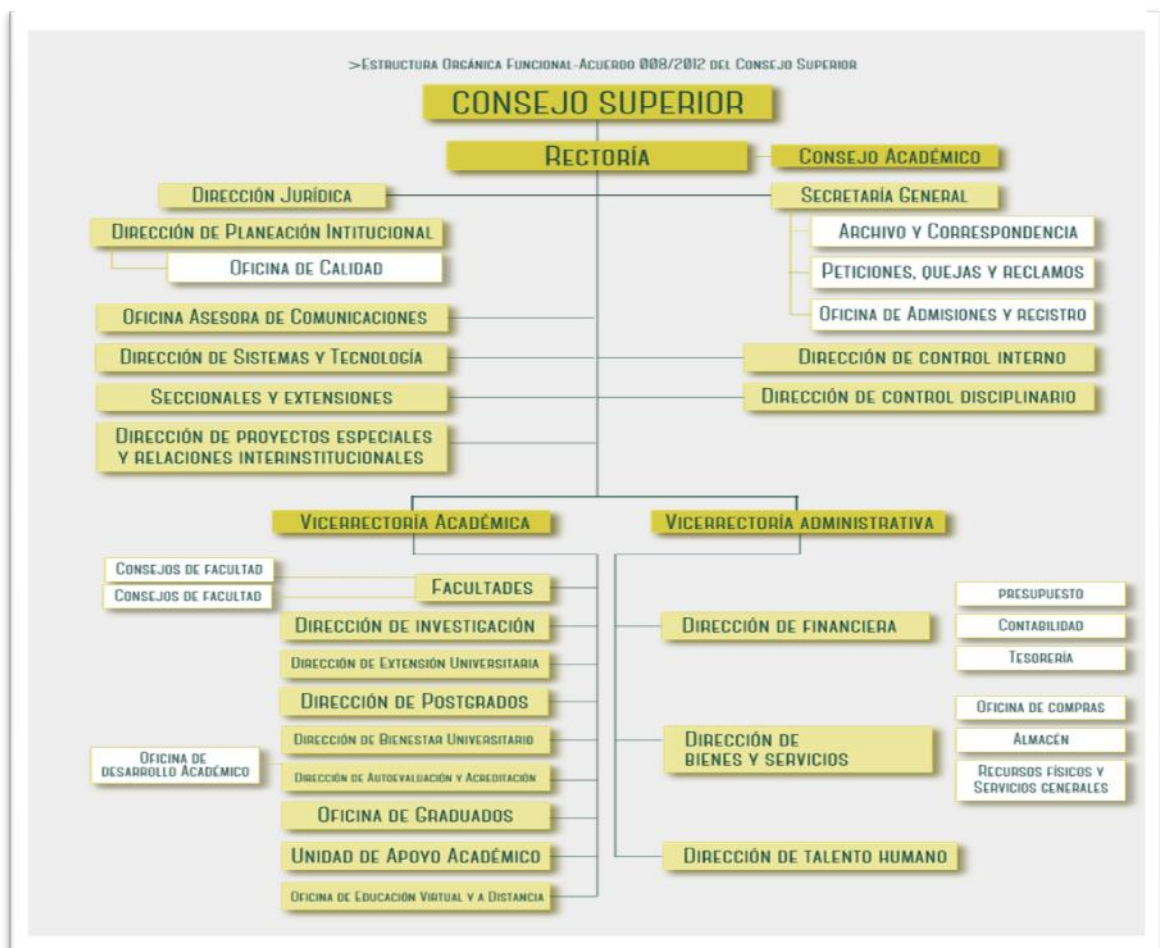 >Estructura Orgánica Funcional-Acuerdo 008/2012 del Consejo Superior
CONSEJO SUPERIOR
Rectoría
Consejo Académico
Dirección Jurídica
Secretaría General
Dirección de Planeación Intitucional
Archivo y Correspondencia
Oficina de Calidad
Peticiones, quejas y reclamos
Oficina de Admisiones y registro
Oficina Asesora de Comunicaciones
Dirección de Sistemas y Tecnología
Dirección de control interno
Seccionales y extensiones
Dirección de control disciplinario
Dirección de proyectos especiales
y relaciones interinstitucionales
Vicerrectoría Académica
Vicerrectoría administrativa
Consejos de facultad
Consejos de facultad
Facultades
Dirección de investigación
Dirección de Extensión Universitaria
Dirección de Postgrados
Dirección de Bienestar Universitario
Oficina de
desarrollo Académico
Dirección de Autoevaluación y Acreditación
Oficina de Graduados
Unidad de Apoyo Académico
Oficina de Educación Virtual y a Distancia
Dirección de financiera
presupuesto
Contabilidad
Tesorería
Dirección de
bienes y servicios
Oficina de compras
Almacén
Recursos físicos y
Servicios generales
Dirección de talento humano